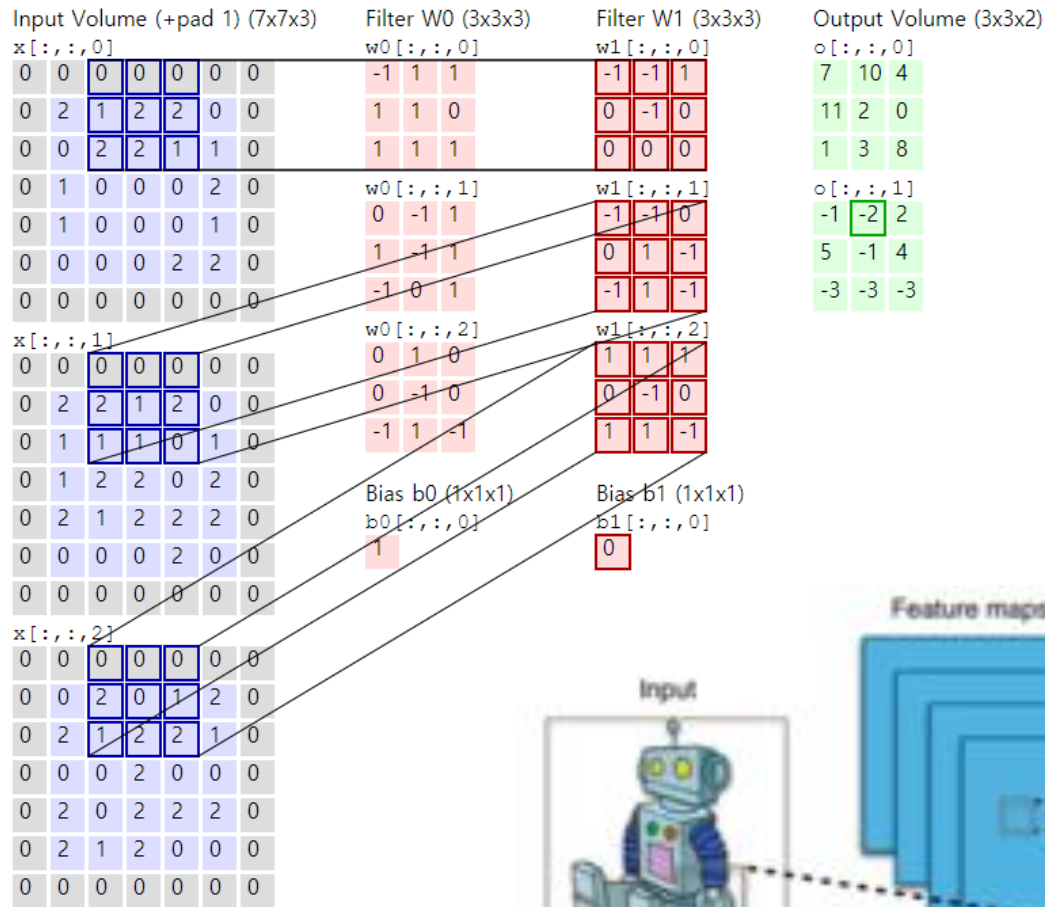 Input Volume (+pad 1) (7x7x3)
x[:,:,0]
0 0 0 0 0 0 0
0 2 1 2 2 0 0
0 0 2 2 1 1 0
0 1 0 0 0 2 0
0 1 0 0 0 1 0
0 0 0 0 2 2 0
0 0 0 0 0 0 0
x[:,:,1]
0 0 0 0 0 0 0
0 2 2 1 2 0 0
0 1 1 1 0 1 0
0 1 2 2 0 2 0
0 2 1 2 2 2 0
0 0 0 0 2 0 0
0 0 0 0 0 0 0
x[:,:,2]
0 0 0 0 0 0 0
0 0 2 0 1 2 0
0 2 1 2 2 1 0
0 0 0 2 0 0 0
0 2 0 2 2 2 0
0 2 1 2 0 0 0
0 0 0 0 0 0 0
Filter W0 (3x3x3)
w0[:,:,0]
-1 1 1
1 1 0
1 1 1
w0[:,:,1]
0 -1 1
1 -1 1
-1 0 1
w0[:,:,2]
0 1 0
0 -1 0
-1 1 -1
Bias b0 (1x1x1)
b0[:,:,0]
1
Filter W1 (3x3x3)
w1[:,:,0]
-1 -1 1
0 -1 0
0 0 0
w1[:,:,1]
-1 -1 0
0 1 -1
-1 1 -1
w1[:,:,2]
1 1 1
0 -1 0
1 1 -1
Bias b1 (1x1x1)
b1[:,:,0]
0
Output Volume (3x3x2)
o[:,:,0]
7 10 4
11 2 0
1 3 8
o[:,:,1]
-1 -2 2
5 -1 4
-3 -3 -3
Feature maps
Input